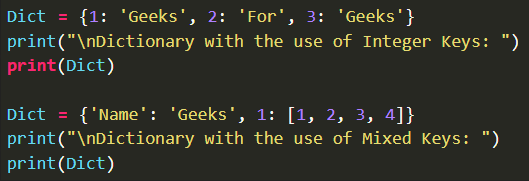 Dict = {1: 'Geeks', 2: 'For', 3: 'Geeks'}
print("\nDictionary with the use of Integer Keys: ")
print(Dict)
Dict = {'Name': 'Geeks', 1: [1, 2, 3, 4]}
print("\nDictionary with the use of Mixed Keys: ")
print(Dict)